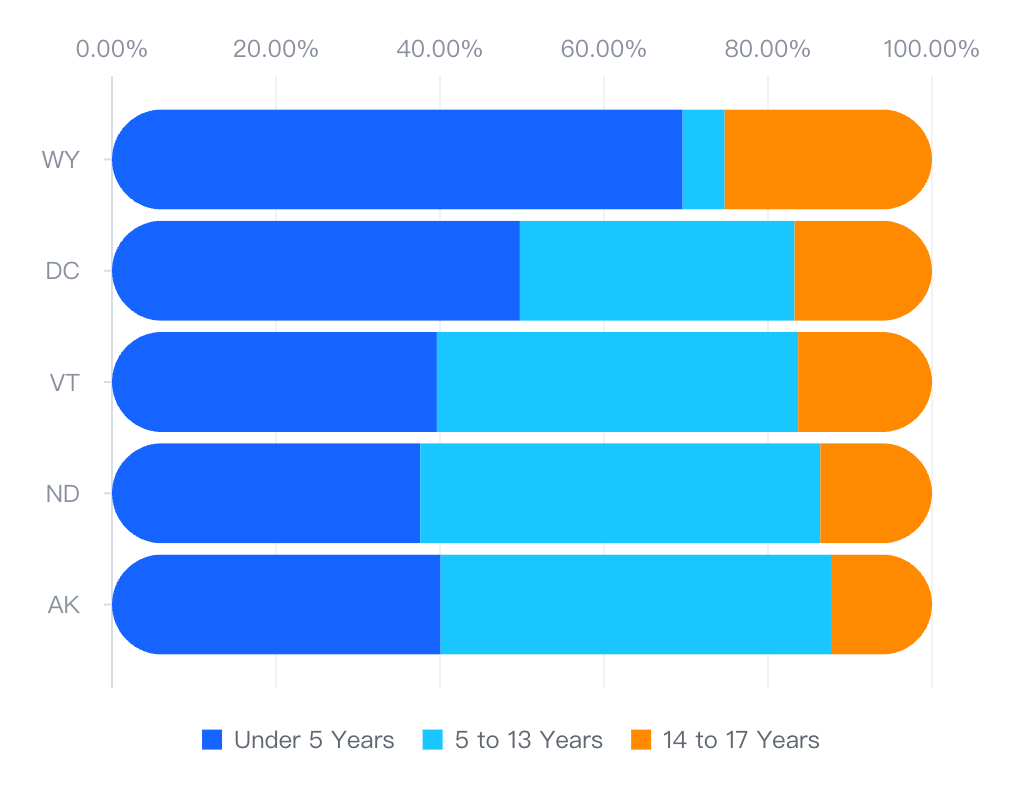 0.00% 20.00% 40.00% 60.00% 80.00% 100.00%
WY
DC
VT
ND
AK
Under 5 Years 5 to 13 Years 14 to 17 Years